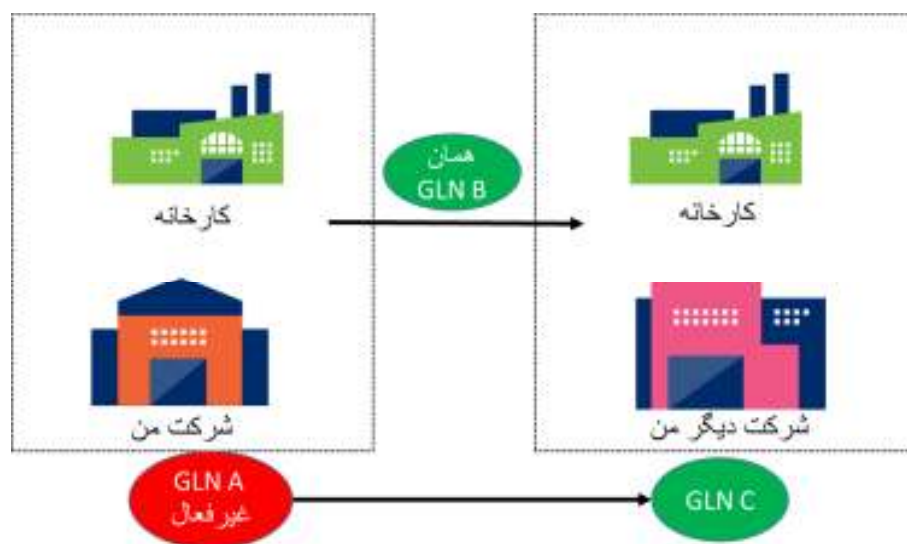 همان
GLN B
کارخانه
کارخانه
شرکت من
شرکت دیگر من
GLN A
غیرفعال
GLN C